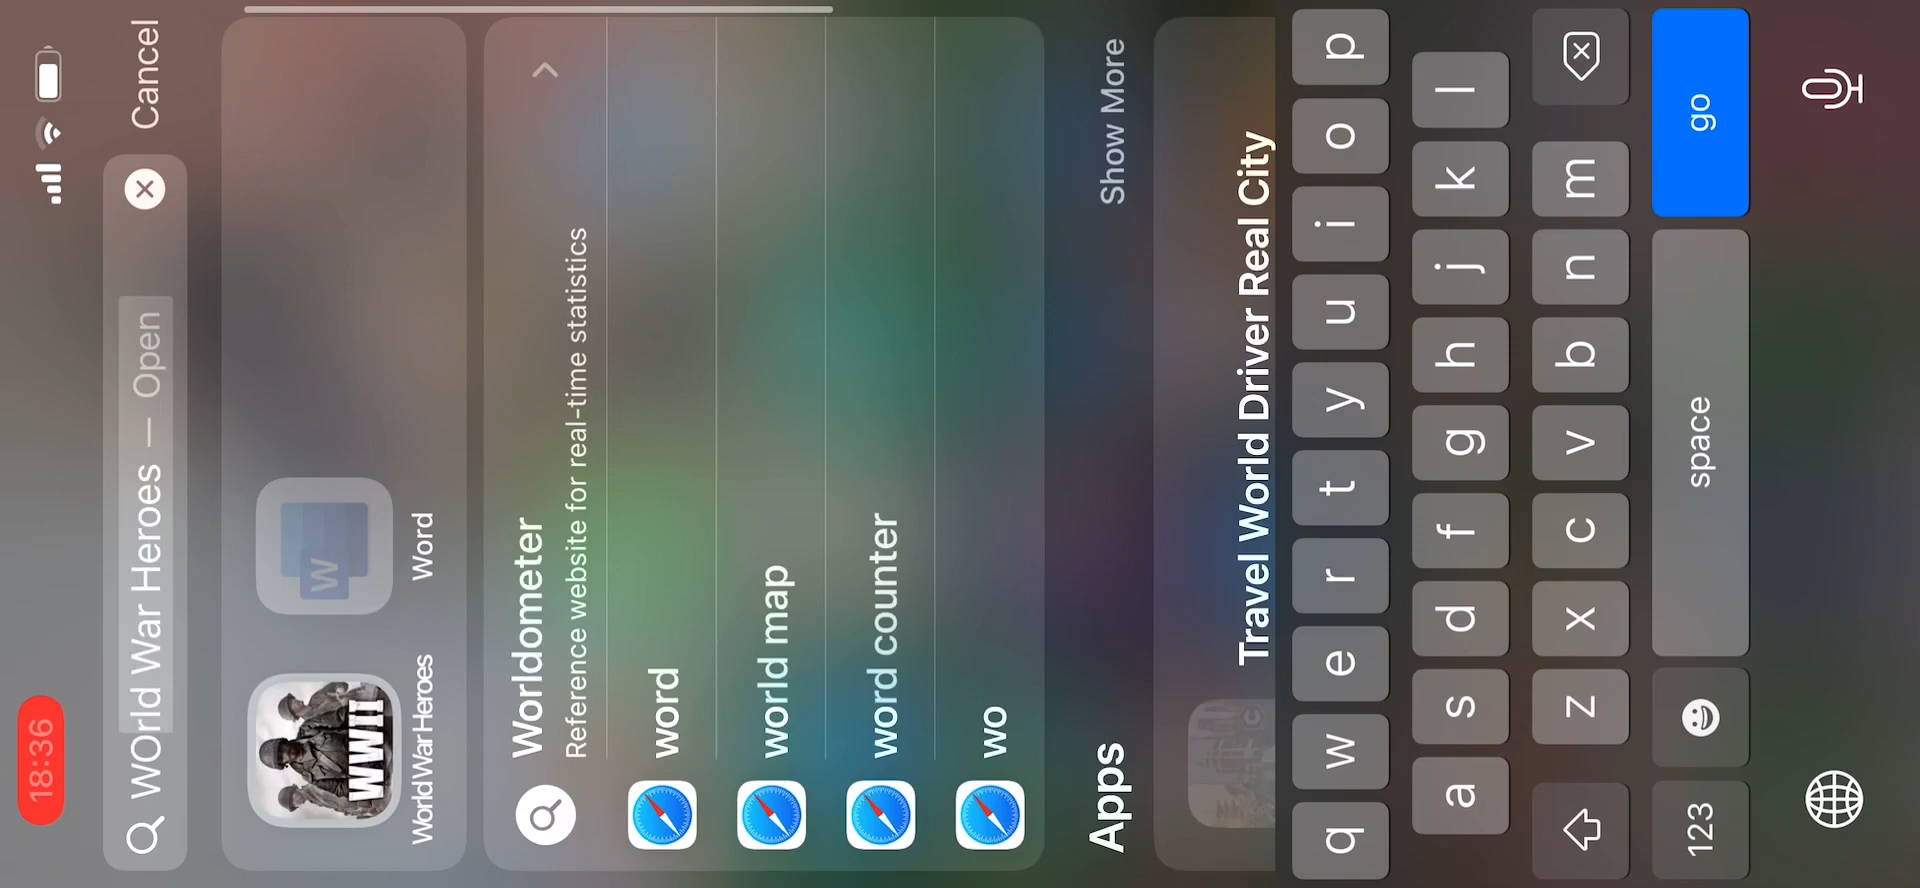 18:36
WOrld War Heroes — Open
Cancel
WWII
W
World War Heroes
Word
Worldometer
Reference website for real-time statistics
word
world map
word counter
wo
Apps
Show More
Travel World Driver Real City
q w e r t y u i o p
a s d f g h j k l
z x c v b n m
123
space
go